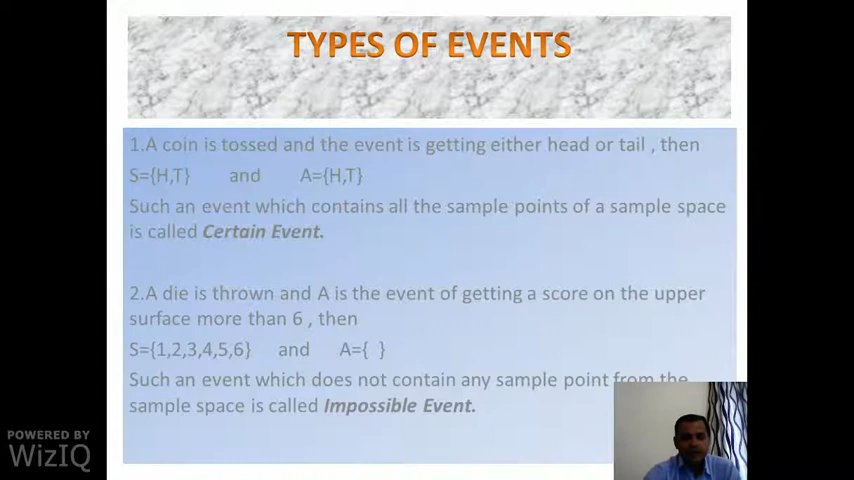 TYPES OF EVENTS
1.A coin is tossed and the event is getting either head or tail , then
S={H,T} and A={H,T}
Such an event which contains all the sample points of a sample space
is called Certain Event.
2.A die is thrown and A is the event of getting a score on the upper
surface more than 6 , then
S={1,2,3,4,5,6} and A={ }
Such an event which does not contain any sample point from the
sample space is called Impossible Event.
POWERED BY
WizIQ